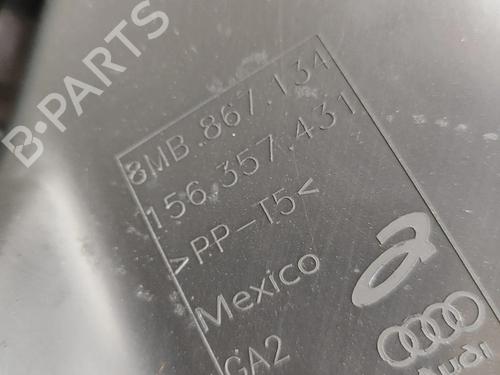 B-PARTS
8MB.867.134
156.357.431
>PP-T5<
Mexico
GA2
Audi